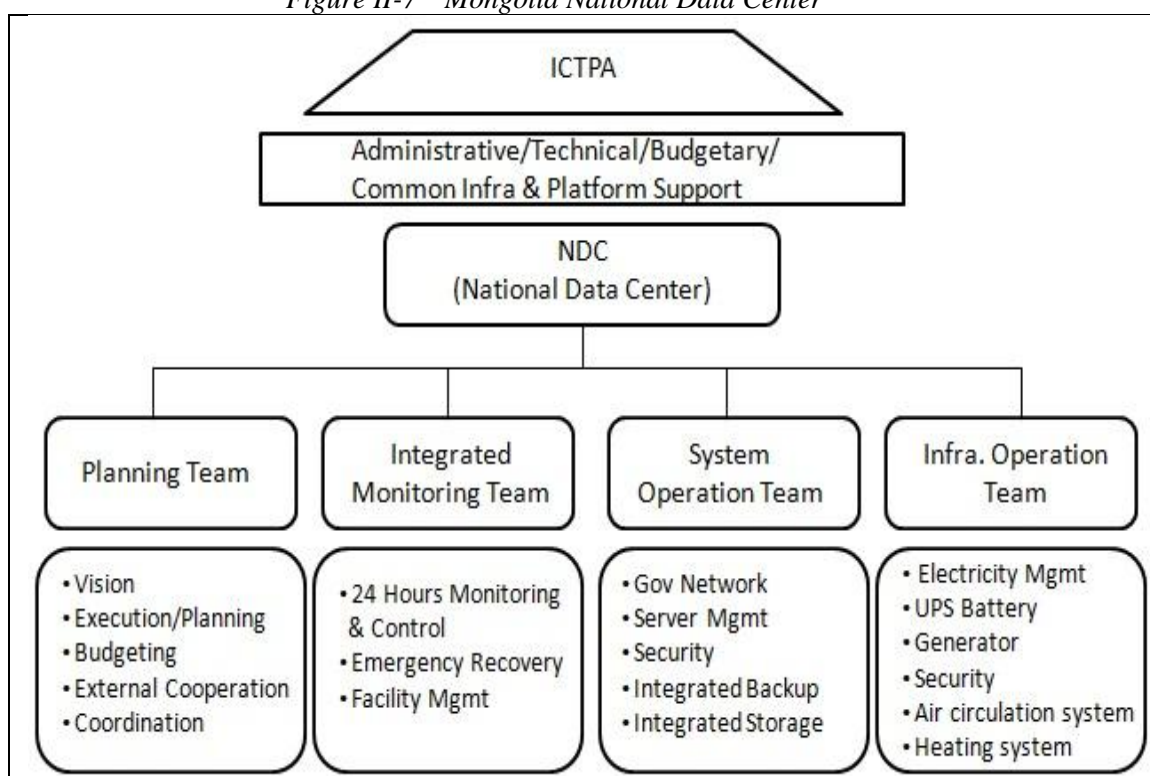 Figure II-7 Mongolia National Data Center
ICTPA
Administrative/Technical/Budgetary/
Common Infra & Platform Support
NDC
(National Data Center)
Planning Team
Integrated
Monitoring Team
System
Operation Team
Infra. Operation
Team
• Vision
• Execution/Planning
• Budgeting
• External Cooperation
• Coordination
• 24 Hours Monitoring
& Control
• Emergency Recovery
• Facility Mgmt
• Gov Network
• Server Mgmt
• Security
• Integrated Backup
• Integrated Storage
• Electricity Mgmt
• UPS Battery
• Generator
• Security
• Air circulation system
• Heating system